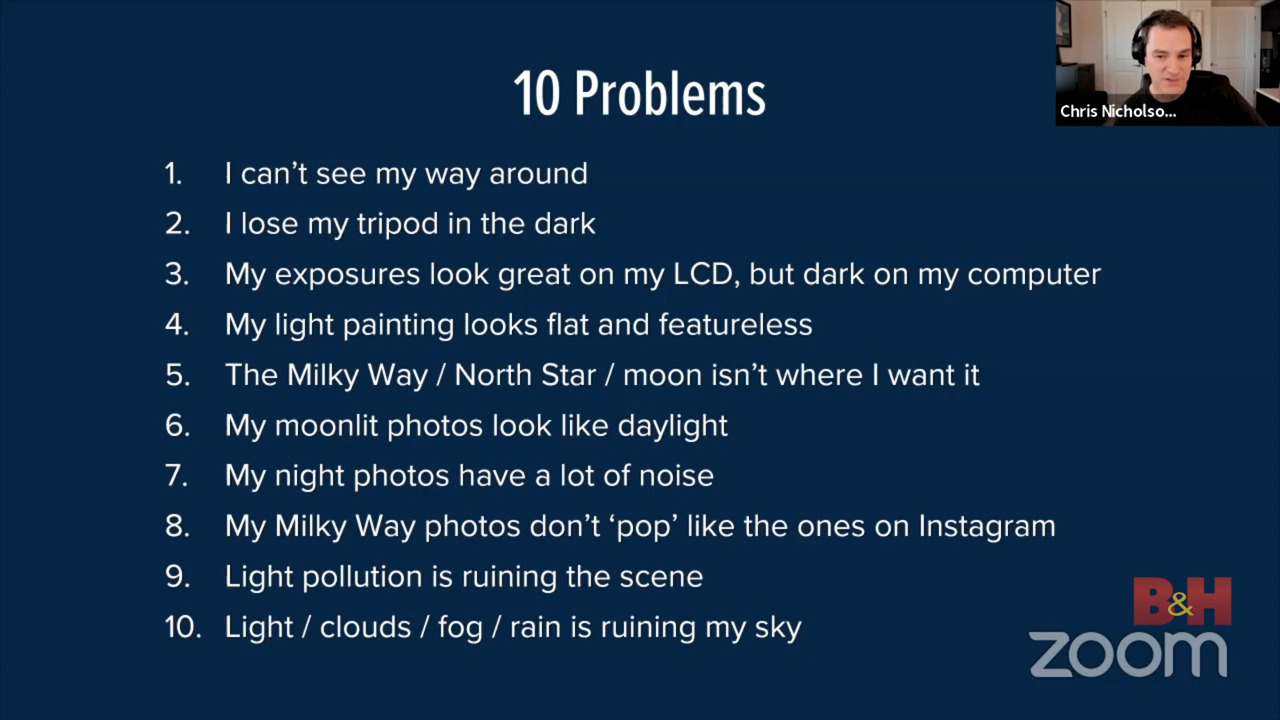 10 Problems
Chris Nicholso...
1. I can’t see my way around
2. I lose my tripod in the dark
3. My exposures look great on my LCD, but dark on my computer
4. My light painting looks flat and featureless
5. The Milky Way / North Star / moon isn’t where I want it
6. My moonlit photos look like daylight
7. My night photos have a lot of noise
8. My Milky Way photos don’t ‘pop’ like the ones on Instagram
9. Light pollution is ruining the scene
10. Light / clouds / fog / rain is ruining my sky
B&H
zoom